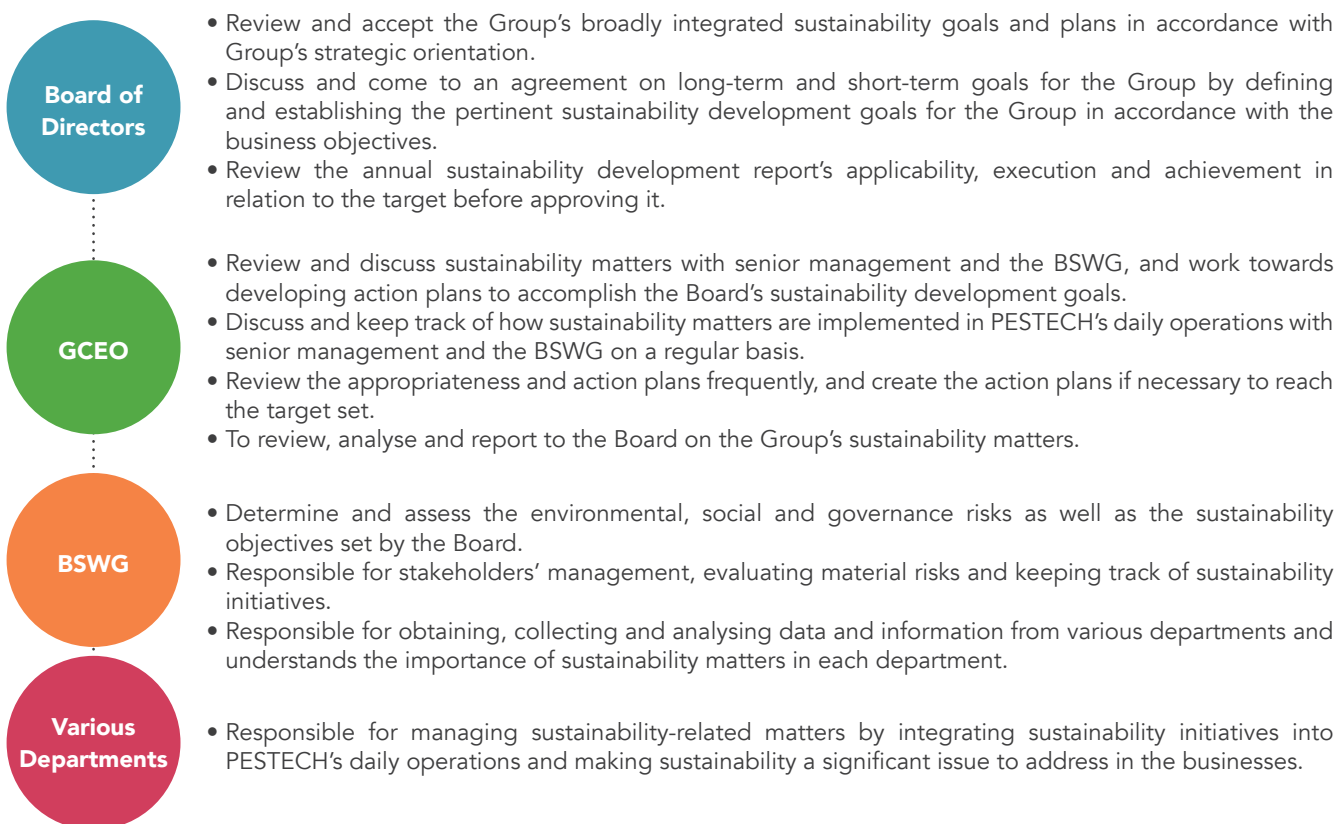 Board of
Directors
• Review and accept the Group’s broadly integrated sustainability goals and plans in accordance with
Group’s strategic orientation.
• Discuss and come to an agreement on long-term and short-term goals for the Group by defining
and establishing the pertinent sustainability development goals for the Group in accordance with the
business objectives.
• Review the annual sustainability development report’s applicability, execution and achievement in
relation to the target before approving it.
GCEO
• Review and discuss sustainability matters with senior management and the BSWG, and work towards
developing action plans to accomplish the Board’s sustainability development goals.
• Discuss and keep track of how sustainability matters are implemented in PESTECH’s daily operations with
senior management and the BSWG on a regular basis.
• Review the appropriateness and action plans frequently, and create the action plans if necessary to reach
the target set.
• To review, analyse and report to the Board on the Group’s sustainability matters.
BSWG
• Determine and assess the environmental, social and governance risks as well as the sustainability
objectives set by the Board.
• Responsible for stakeholders’ management, evaluating material risks and keeping track of sustainability
initiatives.
• Responsible for obtaining, collecting and analysing data and information from various departments and
understands the importance of sustainability matters in each department.
Various
Departments
• Responsible for managing sustainability-related matters by integrating sustainability initiatives into
PESTECH’s daily operations and making sustainability a significant issue to address in the businesses.